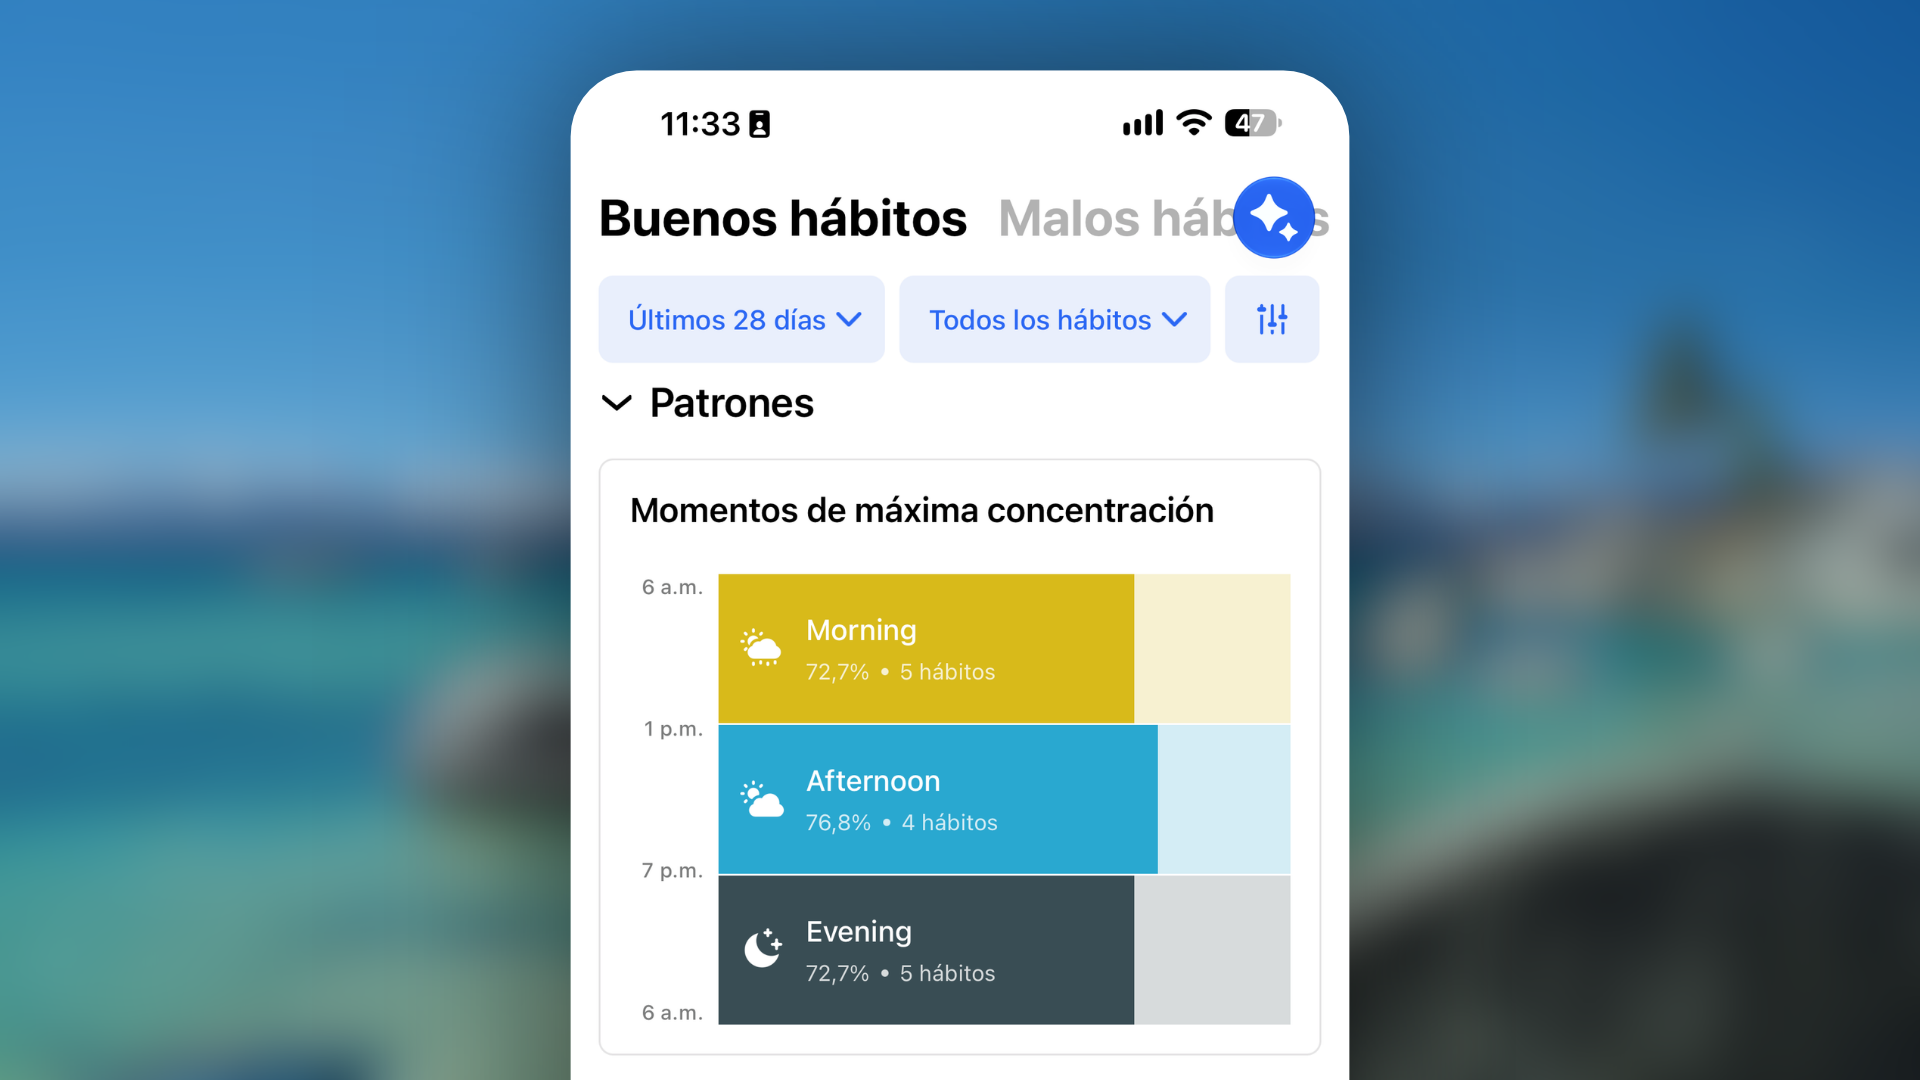 11:33
47
Buenos hábitos Malos háb s
Últimos 28 días Todos los hábitos
Patrones
Momentos de máxima concentración
6 a.m.
Morning
72,7% • 5 hábitos
1 p.m.
Afternoon
76,8% • 4 hábitos
7 p.m.
Evening
72,7% • 5 hábitos
6 a.m.